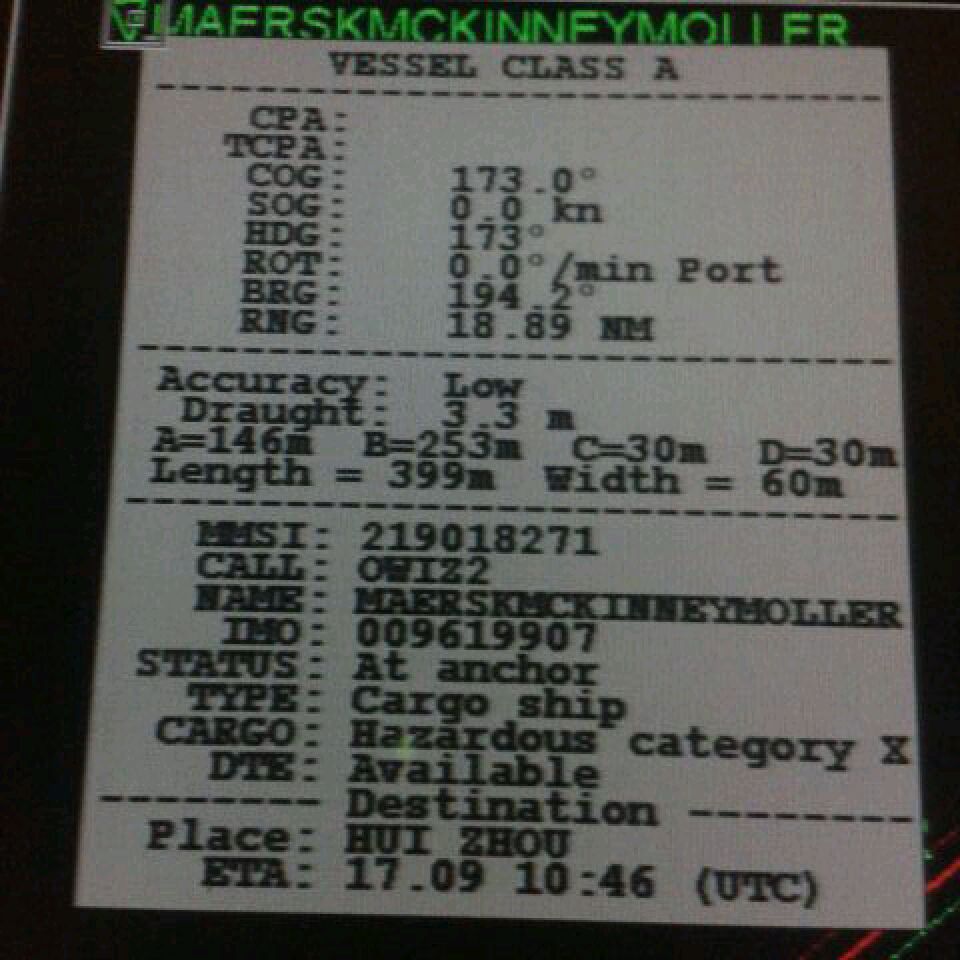 MAERSKMCKINNEYMOLLER
VESSEL CLASS A
CPA:
TCPA:
COG: 173.0°
SOG: 0.0 kn
HDG: 173°
ROT: 0.0°/min Port
BRG: 194.2°
RNG: 18.89 NM
Accuracy: Low
Draught: 3.3 m
A=146m B=253m C=30m D=30m
Length = 399m Width = 60m
MMSI: 219018271
CALL: OWIZ2
NAME: MAERSKMCKINNEYMOLLER
IMO: 009619907
STATUS: At anchor
TYPE: Cargo ship
CARGO: Hazardous category X
DTE: Available
-------- Destination --------
Place: HUI ZHOU
ETA: 17.09 10:46 (UTC)